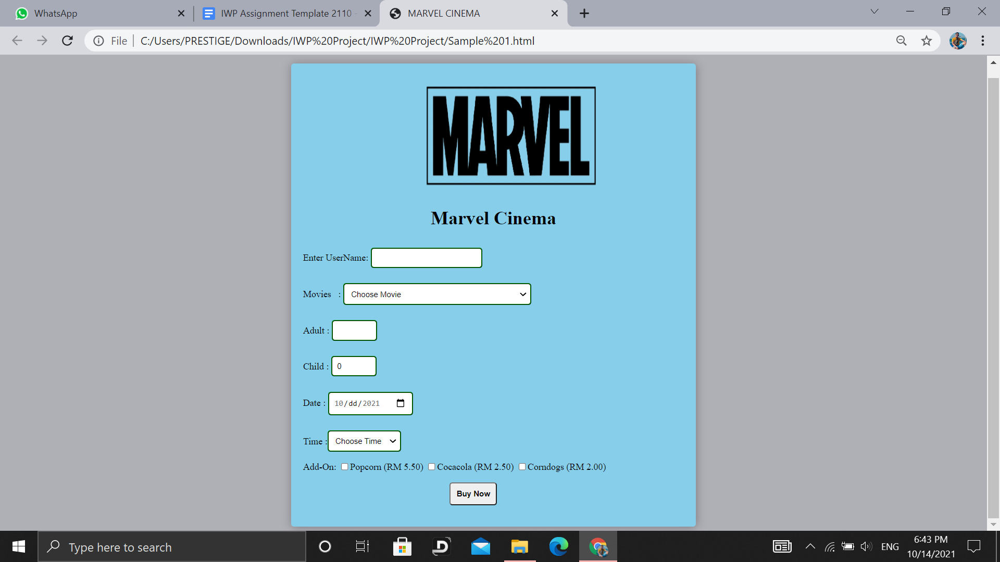 WhatsApp
IWP Assignment Template 2110 -
MARVEL CINEMA
File
C:/Users/PRESTIGE/Downloads/IWP%20Project/IWP%20Project/Sample%201.html
MARVEL
Marvel Cinema
Enter UserName:
Movies : Choose Movie
Adult :
Child : 0
Date : 10/dd/2021
Time : Choose Time
Add-On: Popcorn (RM 5.50) Cocacola (RM 2.50) Corndogs (RM 2.00)
Buy Now
Type here to search
ENG
6:43 PM
10/14/2021